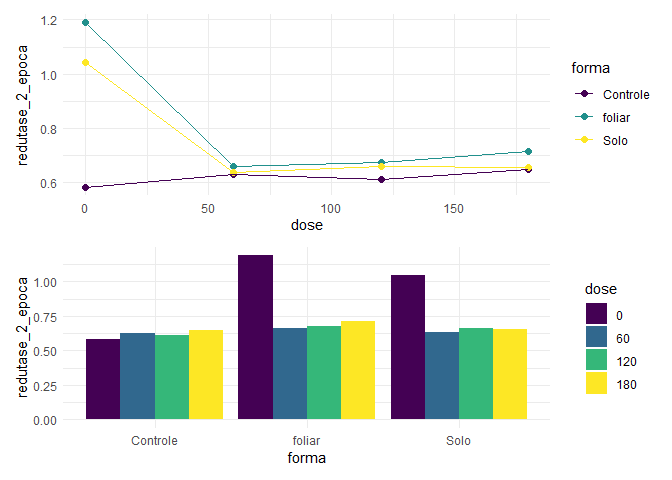 1.2
1.0
0.8
0.6
redutase_2_epoca
0 50 100 150
dose
forma
Controle
foliar
Solo
1.00
0.75
0.50
0.25
0.00
redutase_2_epoca
Controle foliar Solo
forma
dose
0
60
120
180